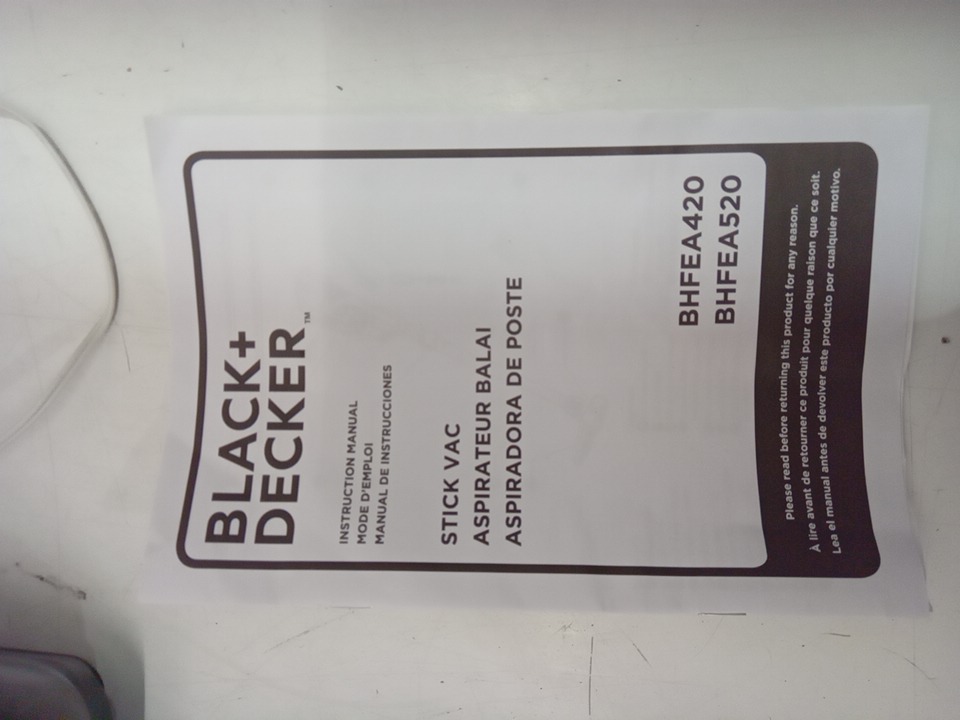 BLACK+
DECKER™
INSTRUCTION MANUAL
MODE D'EMPLOI
MANUAL DE INSTRUCCIONES
STICK VAC
ASPIRATEUR BALAI
ASPIRADORA DE POSTE
BHFEA420
BHFEA520
Please read before returning this product for any reason.
À lire avant de retourner ce produit pour quelque raison que ce soit.
Lea el manual antes de devolver este producto por cualquier motivo.